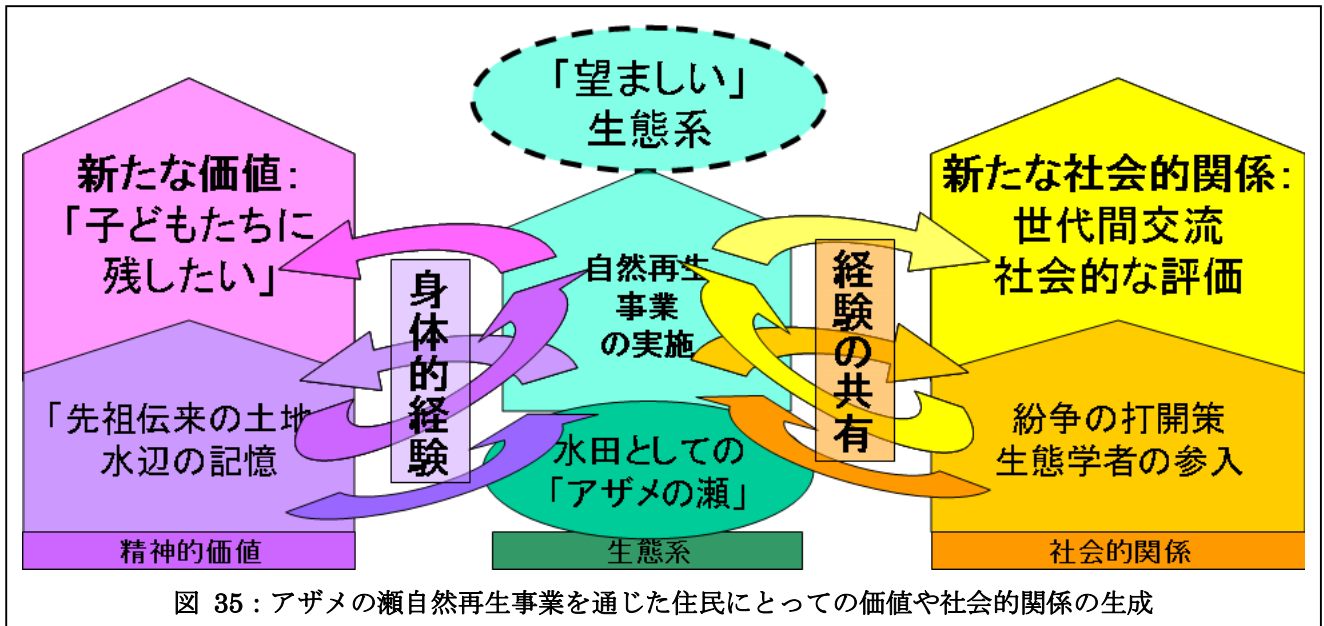 「望ましい」
生態系
新たな価値：
「子どもたちに
残したい」
新たな社会的関係：
世代間交流
社会的な評価
自然再生
事業
の実施
身体的経験
経験の共有
「先祖伝来の土地
水辺の記憶
水田としての
「アザメの瀬」
紛争の打開策
生態学者の参入
精神的価値
生態系
社会的関係
図 35：アザメの瀬自然再生事業を通じた住民にとっての価値や社会的関係の生成